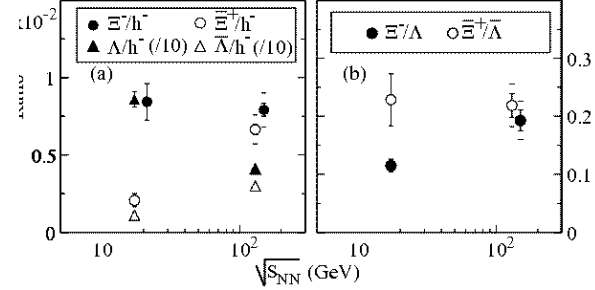 x10⁻²
Ξ⁻/h⁻ Ξ̅⁺/h⁻
Λ/h⁻(/10) Λ̅/h⁻(/10)
Ξ⁻/Λ Ξ̅⁺/Λ̅
(a) (b)
Ratio
1
0.5
0
0.3
0.2
0.1
0
10 10² 10 10²
√S_NN (GeV)